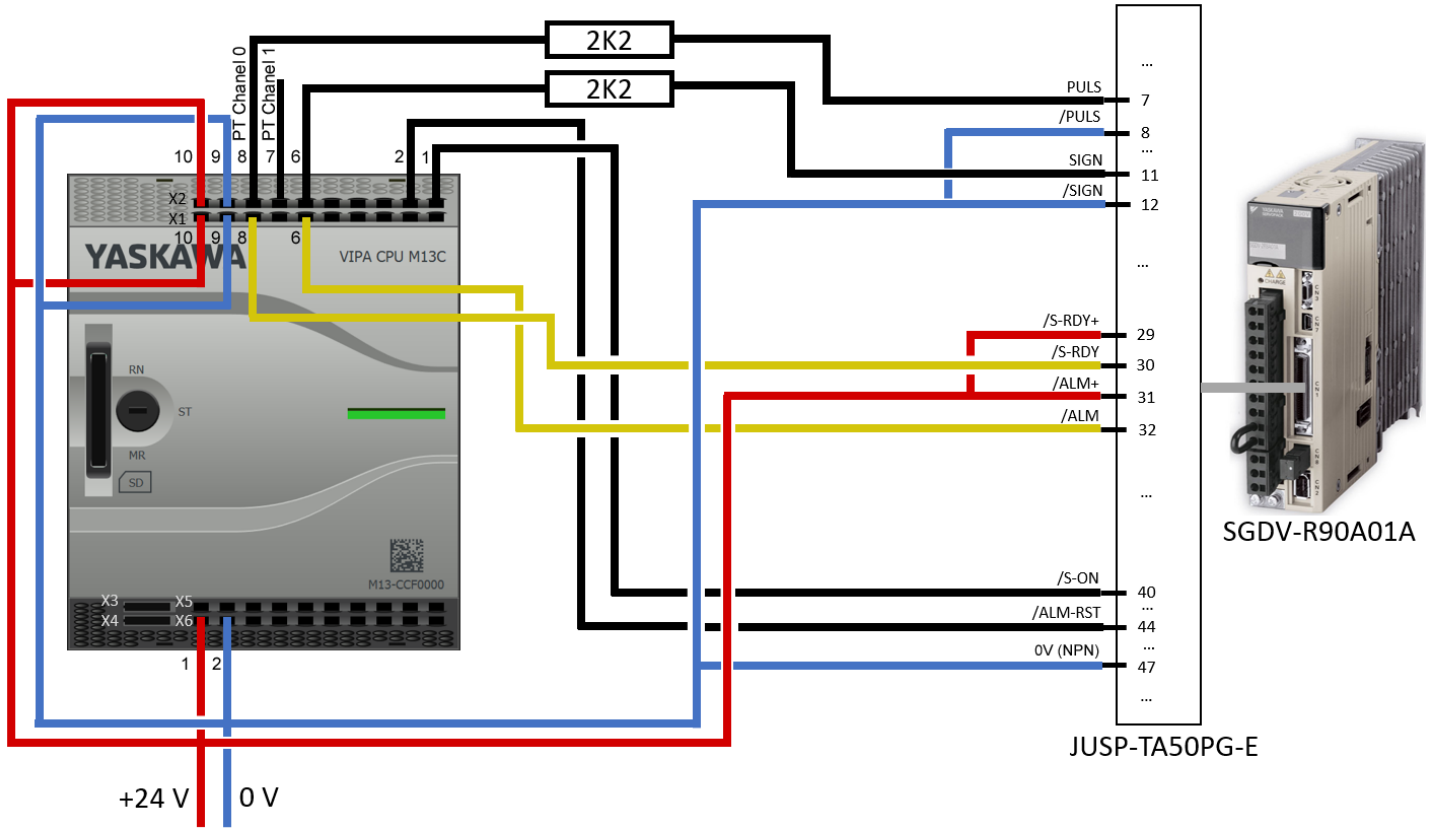 2K2
2K2
PT Channel 0
PT Channel 1
10 9 8 7 6 2 1
X2
X1
10 9 8 6
YASKAWA
VIPA CPU M13C
RN
ST
MR
SD
M13-CCF0000
X3 X5
X4 X6
1 2
+24 V 0 V
...
PULS 7
/PULS 8
...
SIGN 11
/SIGN 12
...
/S-RDY+ 29
/S-RDY 30
/ALM+ 31
/ALM 32
...
/S-ON 40
...
/ALM-RST 44
...
0V (NPN) 47
...
JUSP-TA50PG-E
CHARGE
SGDV-R90A01A